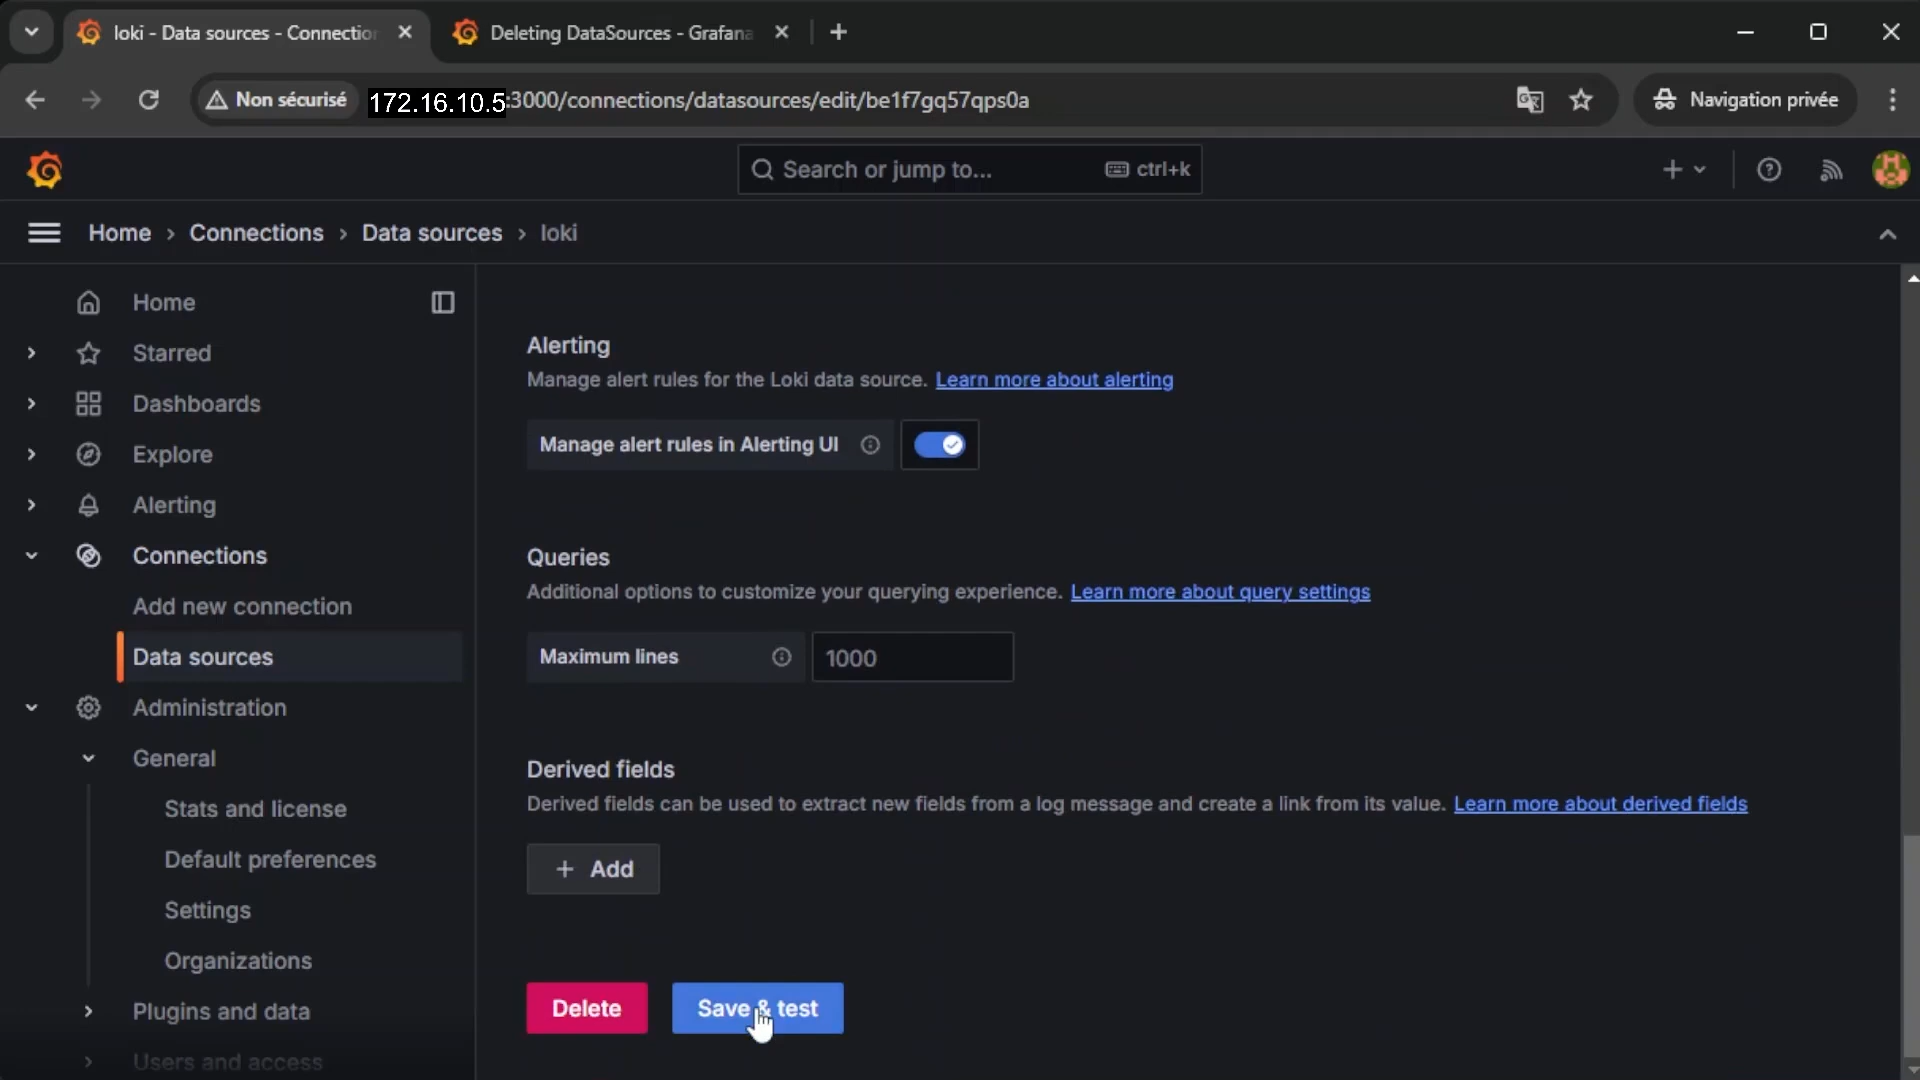 loki - Data sources - Connectio
Deleting DataSources - Grafana
Non sécurisé
172.16.10.5:3000/connections/datasources/edit/be1f7gq57qps0a
Navigation privée
Search or jump to...
ctrl+k
Home › Connections › Data sources › loki
Home
Starred
Dashboards
Explore
Alerting
Connections
Add new connection
Data sources
Administration
General
Stats and license
Default preferences
Settings
Organizations
Plugins and data
Users and access
Alerting
Manage alert rules for the Loki data source. Learn more about alerting
Manage alert rules in Alerting UI
Queries
Additional options to customize your querying experience. Learn more about query settings
Maximum lines
1000
Derived fields
Derived fields can be used to extract new fields from a log message and create a link from its value. Learn more about derived fields
+ Add
Delete
Save & test